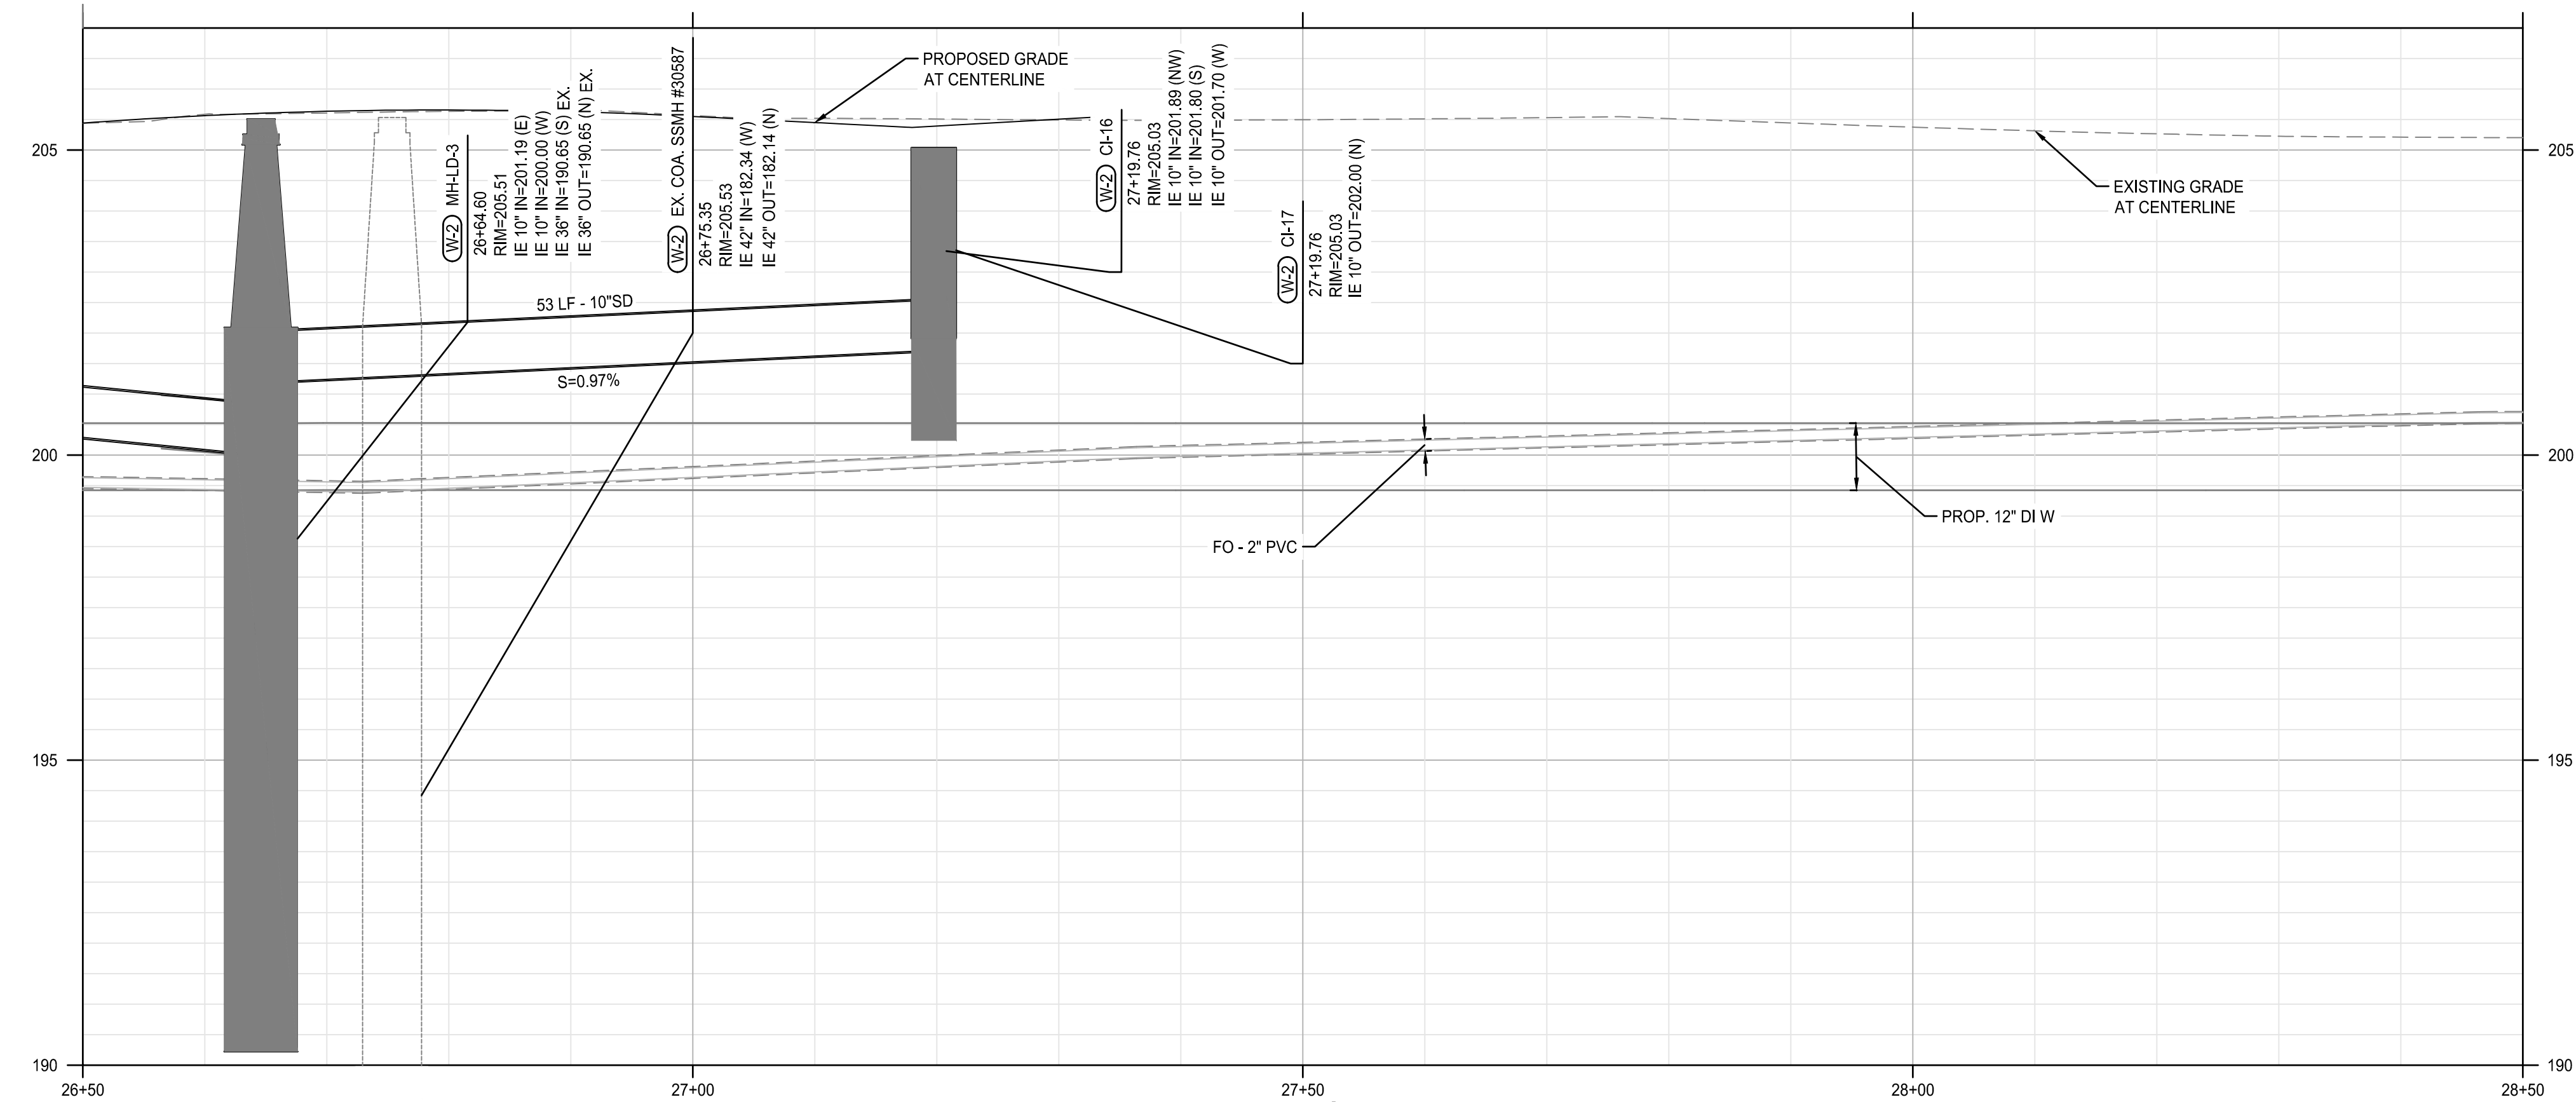 PROPOSED GRADE
AT CENTERLINE
W-2 MH-LD-3
26+64.60
RIM=205.51
IE 10" IN=201.19 (E)
IE 10" IN=200.00 (W)
IE 36" IN=190.65 (S) EX.
IE 36" OUT=190.65 (N) EX.
W-2 EX. COA. SSMH #30587
26+75.35
RIM=205.53
IE 42" IN=182.34 (W)
IE 42" OUT=182.14 (N)
W-2 CI-16
27+19.76
RIM=205.03
IE 10" IN=201.89 (NW)
IE 10" IN=201.80 (S)
IE 10" OUT=201.70 (W)
W-2 CI-17
27+19.76
RIM=205.03
IE 10" OUT=202.00 (N)
EXISTING GRADE
AT CENTERLINE
53 LF - 10"SD
S=0.97%
FO - 2" PVC
PROP. 12" DI W
205
200
195
190
205
200
195
190
26+50
27+00
27+50
28+00
28+50